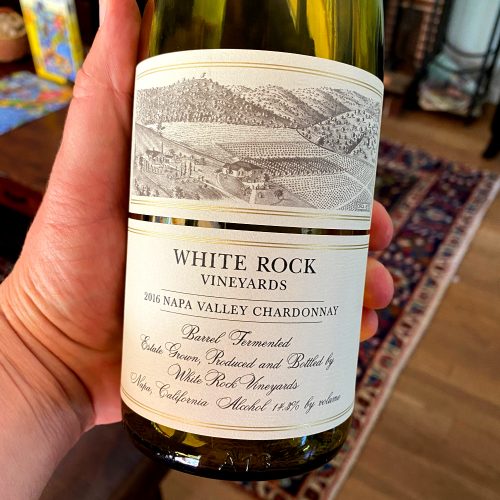 WHITE ROCK
VINEYARDS
2016 NAPA VALLEY CHARDONNAY
Barrel Fermented
Estate Grown, Produced and Bottled by
White Rock Vineyards
Napa, California Alcohol 14.3% by volume